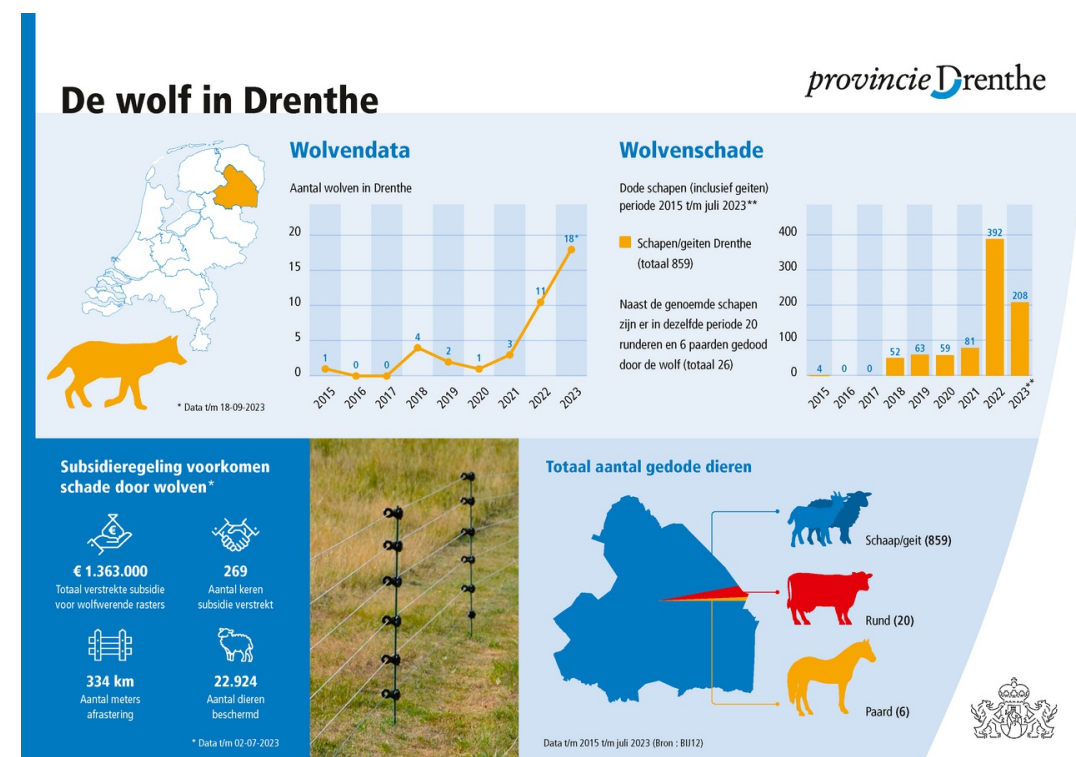 De wolf in Drenthe
provincie Drenthe
Wolvendata
Aantal wolven in Drenthe
20
15
10
5
0
1
0
0
4
2
1
3
11
18*
2015
2016
2017
2018
2019
2020
2021
2022
2023
* Data t/m 18-09-2023
Wolvenschade
Dode schapen (inclusief geiten)
periode 2015 t/m juli 2023**
Schapen/geiten Drenthe
(totaal 859)
Naast de genoemde schapen
zijn er in dezelfde periode 20
runderen en 6 paarden gedood
door de wolf (totaal 26)
400
300
200
100
0
4
0
0
52
63
59
81
392
208
2015
2016
2017
2018
2019
2020
2021
2022
2023**
Subsidieregeling voorkomen
schade door wolven*
€ 1.363.000
Totaal verstrekte subsidie
voor wolfwerende rasters
269
Aantal keren
subsidie verstrekt
334 km
Aantal meters
afrastering
22.924
Aantal dieren
beschermd
* Data t/m 02-07-2023
Totaal aantal gedode dieren
Schaap/geit (859)
Rund (20)
Paard (6)
Data t/m 2015 t/m juli 2023 (Bron : BIJ12)